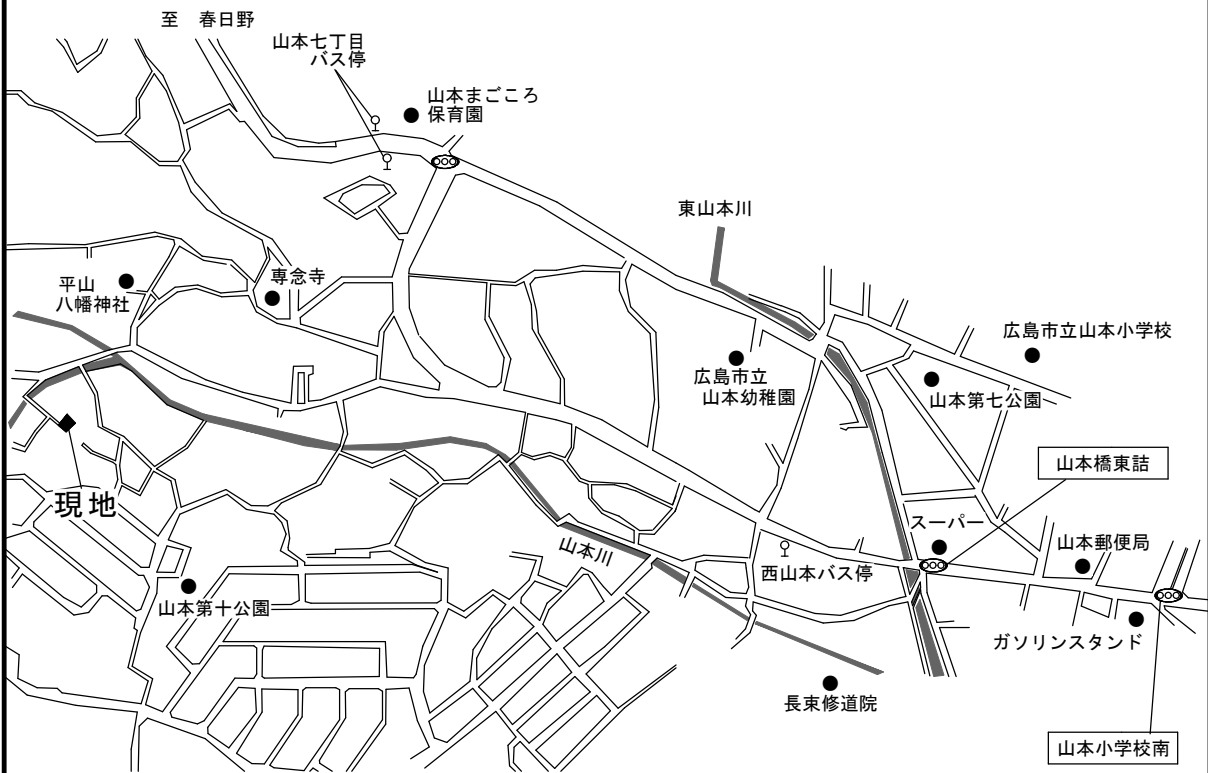 至 春日野
山本七丁目
バス停
山本まごころ
保育園
東山本川
専念寺
平山
八幡神社
広島市立山本小学校
広島市立
山本幼稚園
山本第七公園
山本橋東詰
現地
スーパー
山本川
山本郵便局
西山本バス停
山本第十公園
ガソリンスタンド
長束修道院
山本小学校南